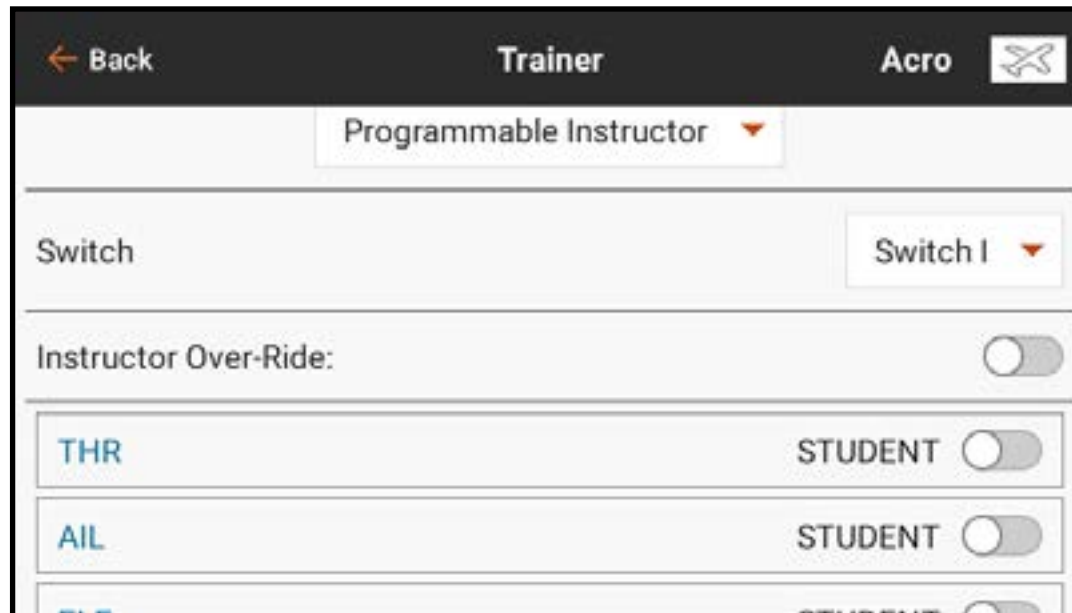 Back Trainer Acro
Programmable Instructor
Switch Switch I
Instructor Over-Ride:
THR STUDENT
AIL STUDENT